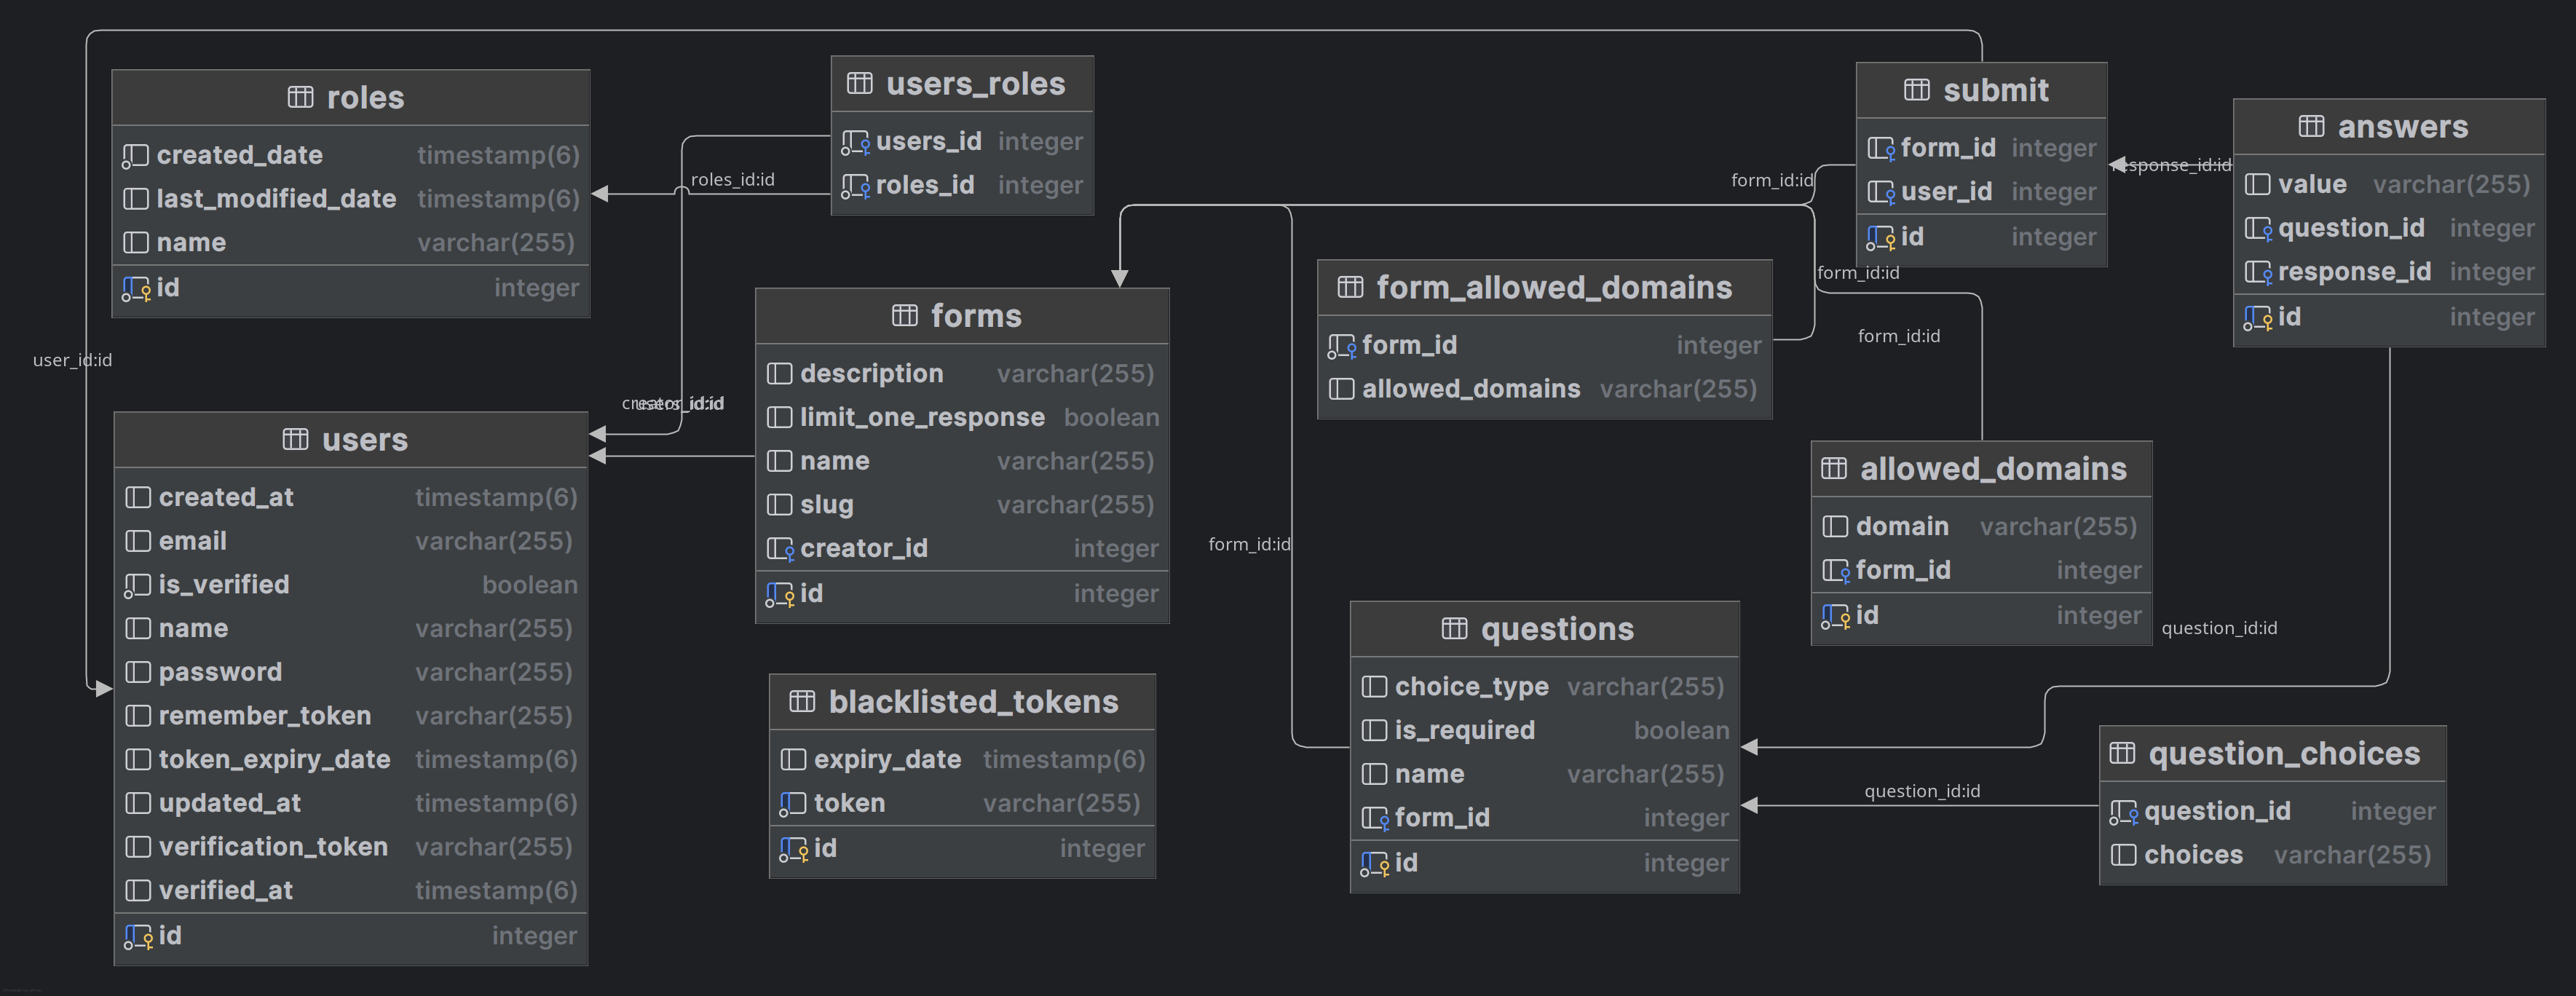 roles
created_date timestamp(6)
last_modified_date timestamp(6)
name varchar(255)
id integer
users_roles
users_id integer
roles_id integer
roles_id:id
submit
form_id integer
user_id integer
id integer
response_id:id
answers
value varchar(255)
question_id integer
response_id integer
id integer
form_id:id
form_id:id
form_id:id
user_id:id
creator_id:id
users_id:id
forms
description varchar(255)
limit_one_response boolean
name varchar(255)
slug varchar(255)
creator_id integer
id integer
form_allowed_domains
form_id integer
allowed_domains varchar(255)
users
created_at timestamp(6)
email varchar(255)
is_verified boolean
name varchar(255)
password varchar(255)
remember_token varchar(255)
token_expiry_date timestamp(6)
updated_at timestamp(6)
verification_token varchar(255)
verified_at timestamp(6)
id integer
allowed_domains
domain varchar(255)
form_id integer
id integer
form_id:id
question_id:id
blacklisted_tokens
expiry_date timestamp(6)
token varchar(255)
id integer
questions
choice_type varchar(255)
is_required boolean
name varchar(255)
form_id integer
id integer
question_id:id
question_choices
question_id integer
choices varchar(255)